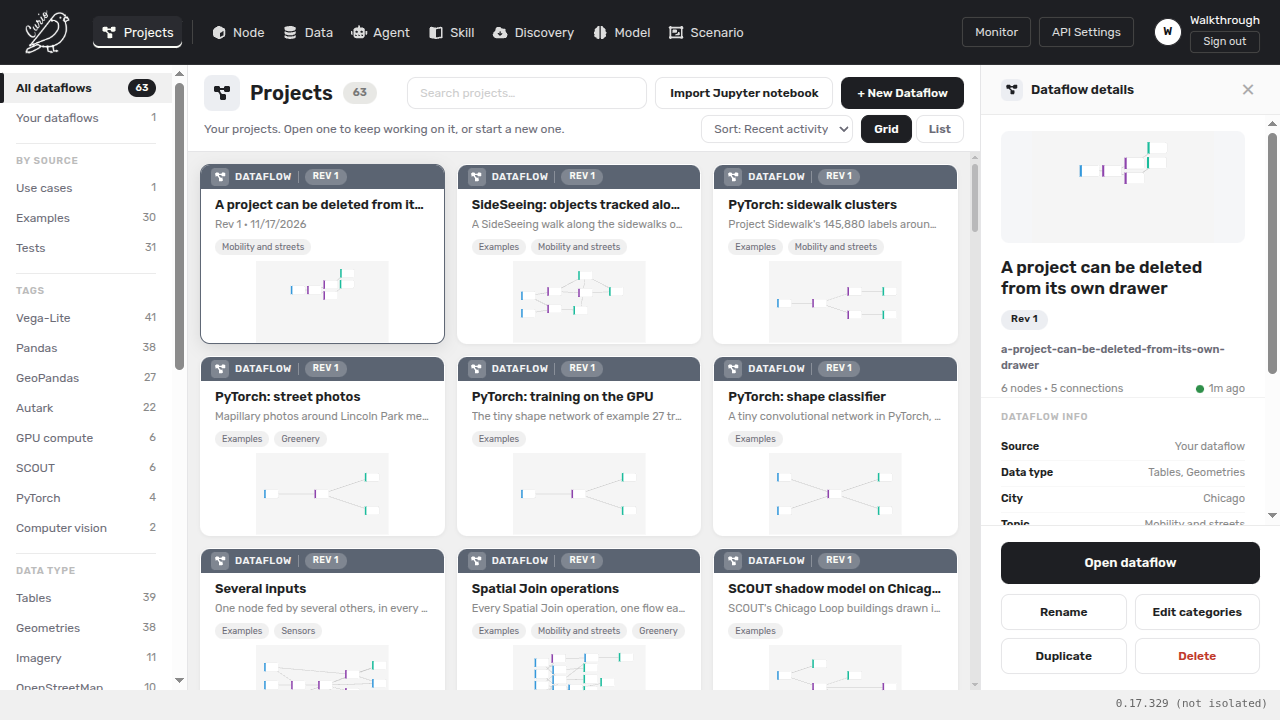 Curio
Projects
Node
Data
Agent
Skill
Discovery
Model
Scenario
Monitor
API Settings
W
Walkthrough
Sign out
All dataflows 63
Your dataflows 1
BY SOURCE
Use cases 1
Examples 30
Tests 31
TAGS
Vega-Lite 41
Pandas 38
GeoPandas 27
Autark 22
GPU compute 6
SCOUT 6
PyTorch 4
Computer vision 2
DATA TYPE
Tables 39
Geometries 38
Imagery 11
OpenStreetMap 10
Projects 63
Search projects...
Import Jupyter notebook
+ New Dataflow
Your projects. Open one to keep working on it, or start a new one.
Sort: Recent activity
Grid
List
DATAFLOW REV 1
A project can be deleted from it...
Rev 1 • 11/17/2026
Mobility and streets
DATAFLOW REV 1
SideSeeing: objects tracked alo...
A SideSeeing walk along the sidewalks o...
Examples Mobility and streets
DATAFLOW REV 1
PyTorch: sidewalk clusters
Project Sidewalk's 145,880 labels aroun...
Examples Mobility and streets
DATAFLOW REV 1
PyTorch: street photos
Mapillary photos around Lincoln Park me...
Examples Greenery
DATAFLOW REV 1
PyTorch: training on the GPU
The tiny shape network of example 27 tr...
Examples
DATAFLOW REV 1
PyTorch: shape classifier
A tiny convolutional network in PyTorch, ...
Examples
DATAFLOW REV 1
Several inputs
One node fed by several others, in every ...
Examples Sensors
DATAFLOW REV 1
Spatial Join operations
Every Spatial Join operation, one flow ea...
Examples Mobility and streets Greenery
DATAFLOW REV 1
SCOUT shadow model on Chicag...
SCOUT's Chicago Loop buildings drawn i...
Examples
Dataflow details
A project can be deleted
from its own drawer
Rev 1
a-project-can-be-deleted-from-its-own-
drawer
6 nodes • 5 connections 1m ago
DATAFLOW INFO
Source Your dataflow
Data type Tables, Geometries
City Chicago
Topic Mobility and streets
Open dataflow
Rename
Edit categories
Duplicate
Delete
0.17.329 (not isolated)